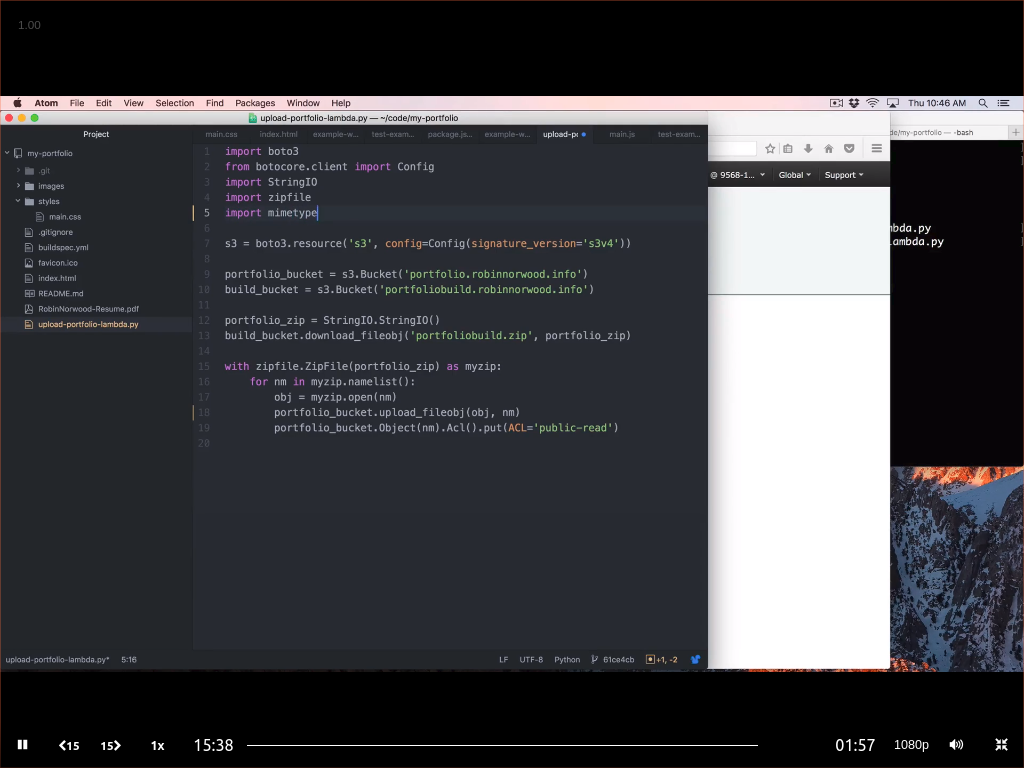 1.00
Atom File Edit View Selection Find Packages Window Help Thu 10:46 AM
upload-portfolio-lambda.py — ~/code/my-portfolio
Project main.css index.html example-w... test-exam... package.js... example-w... upload-po main.js test-exam... de/my-portfolio — -bash
my-portfolio
.git
images
styles
main.css
.gitignore
buildspec.yml
favicon.ico
index.html
README.md
RobinNorwood-Resume.pdf
upload-portfolio-lambda.py
1 import boto3
2 from botocore.client import Config
3 import StringIO
4 import zipfile
5 import mimetype
6
7 s3 = boto3.resource('s3', config=Config(signature_version='s3v4'))
8
9 portfolio_bucket = s3.Bucket('portfolio.robinnorwood.info')
10 build_bucket = s3.Bucket('portfoliobuild.robinnorwood.info')
11
12 portfolio_zip = StringIO.StringIO()
13 build_bucket.download_fileobj('portfoliobuild.zip', portfolio_zip)
14
15 with zipfile.ZipFile(portfolio_zip) as myzip:
16 for nm in myzip.namelist():
17 obj = myzip.open(nm)
18 portfolio_bucket.upload_fileobj(obj, nm)
19 portfolio_bucket.Object(nm).Acl().put(ACL='public-read')
20
@ 9568-1... Global Support
mbda.py
lambda.py
upload-portfolio-lambda.py* 5:16 LF UTF-8 Python 61ce4cb +1, -2
15 15 1x 15:38 01:57 1080p